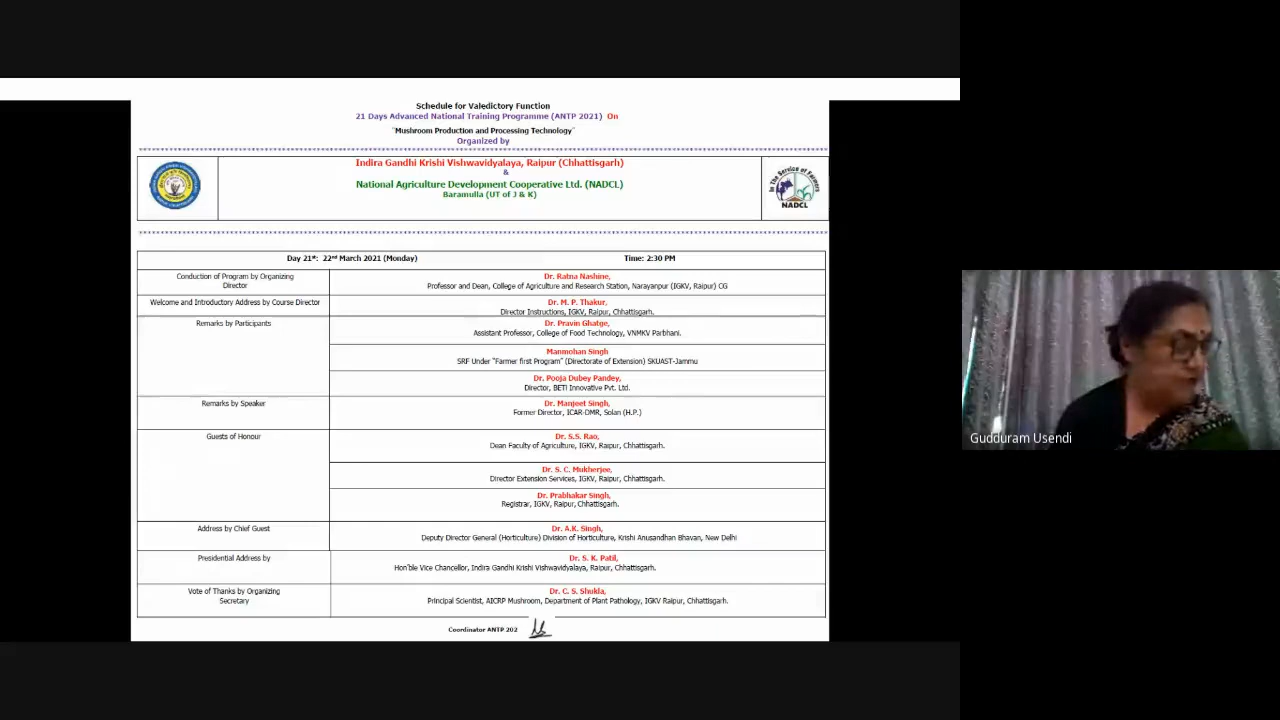 Schedule for Valedictory Function
21 Days Advanced National Training Programme (ANTP 2021) On
"Mushroom Production and Processing Technology"
Organized by
Indira Gandhi Krishi Vishwavidyalaya, Raipur (Chhattisgarh)
&
National Agriculture Development Cooperative Ltd. (NADCL)
Baramulla (UT of J & K)
In The Service of Farmers
NADCL
Day 21st: 22nd March 2021 (Monday) Time: 2:30 PM
Conduction of Program by Organizing
Director
Dr. Ratna Nashine,
Professor and Dean, College of Agriculture and Research Station, Narayanpur (IGKV, Raipur) CG
Welcome and Introductory Address by Course Director
Dr. M. P. Thakur,
Director Instructions, IGKV, Raipur, Chhattisgarh.
Remarks by Participants
Dr. Pravin Ghatge,
Assistant Professor, College of Food Technology, VNMKV Parbhani.
Manmohan Singh
SRF Under "Farmer first Program" (Directorate of Extension) SKUAST-Jammu
Dr. Pooja Dubey Pandey,
Director, BETi Innovative Pvt. Ltd.
Remarks by Speaker
Dr. Manjeet Singh,
Former Director, ICAR-DMR, Solan (H.P.)
Guests of Honour
Dr. S.S. Rao,
Dean Faculty of Agriculture, IGKV, Raipur, Chhattisgarh.
Dr. S. C. Mukherjee,
Director Extension Services, IGKV, Raipur, Chhattisgarh.
Dr. Prabhakar Singh,
Registrar, IGKV, Raipur, Chhattisgarh.
Address by Chief Guest
Dr. A.K. Singh,
Deputy Director General (Horticulture) Division of Horticulture, Krishi Anusandhan Bhavan, New Delhi
Presidential Address by
Dr. S. K. Patil,
Hon'ble Vice Chancellor, Indira Gandhi Krishi Vishwavidyalaya, Raipur, Chhattisgarh.
Vote of Thanks by Organizing
Secretary
Dr. C. S. Shukla,
Principal Scientist, AICRP Mushroom, Department of Plant Pathology, IGKV Raipur, Chhattisgarh.
Coordinator ANTP 202
Gudduram Usendi